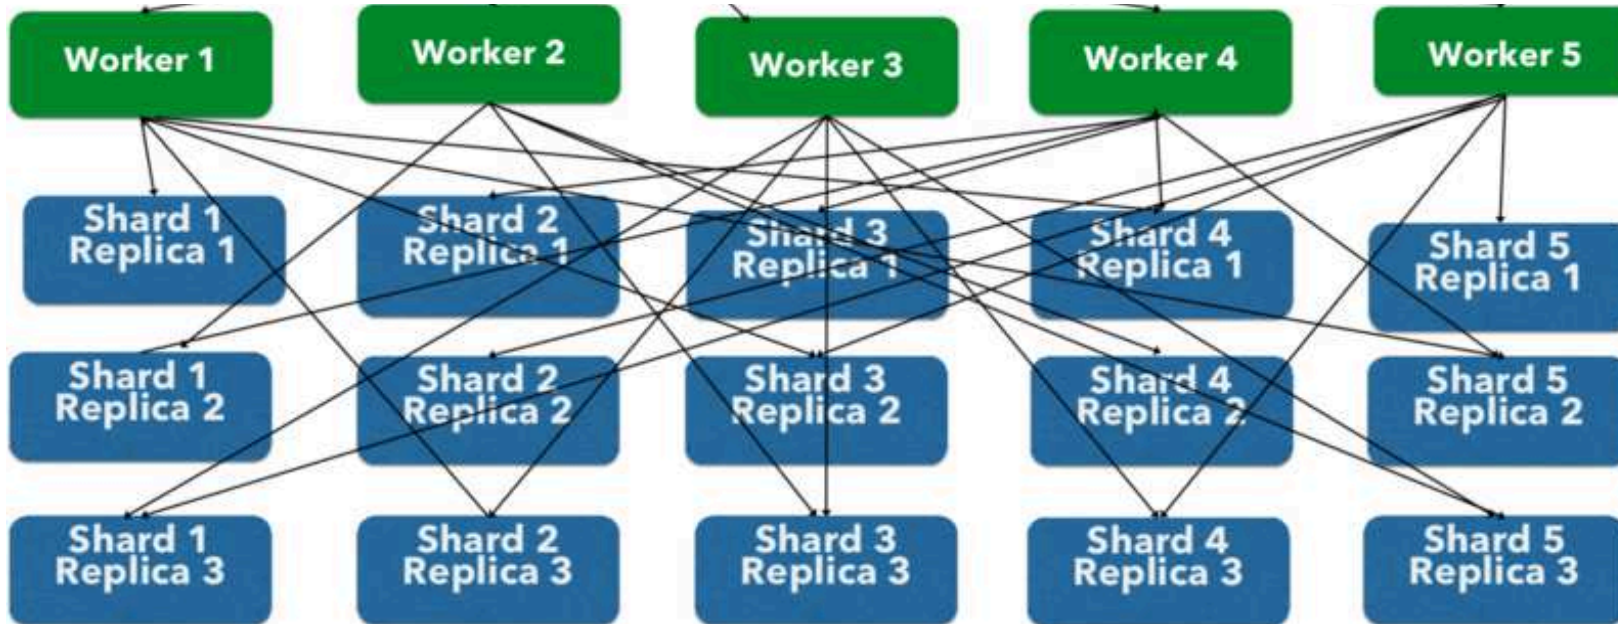 Worker 1
Worker 2
Worker 3
Worker 4
Worker 5
Shard 1
Replica 1
Shard 2
Replica 1
Shard 3
Replica 1
Shard 4
Replica 1
Shard 5
Replica 1
Shard 1
Replica 2
Shard 2
Replica 2
Shard 3
Replica 2
Shard 4
Replica 2
Shard 5
Replica 2
Shard 1
Replica 3
Shard 2
Replica 3
Shard 3
Replica 3
Shard 4
Replica 3
Shard 5
Replica 3